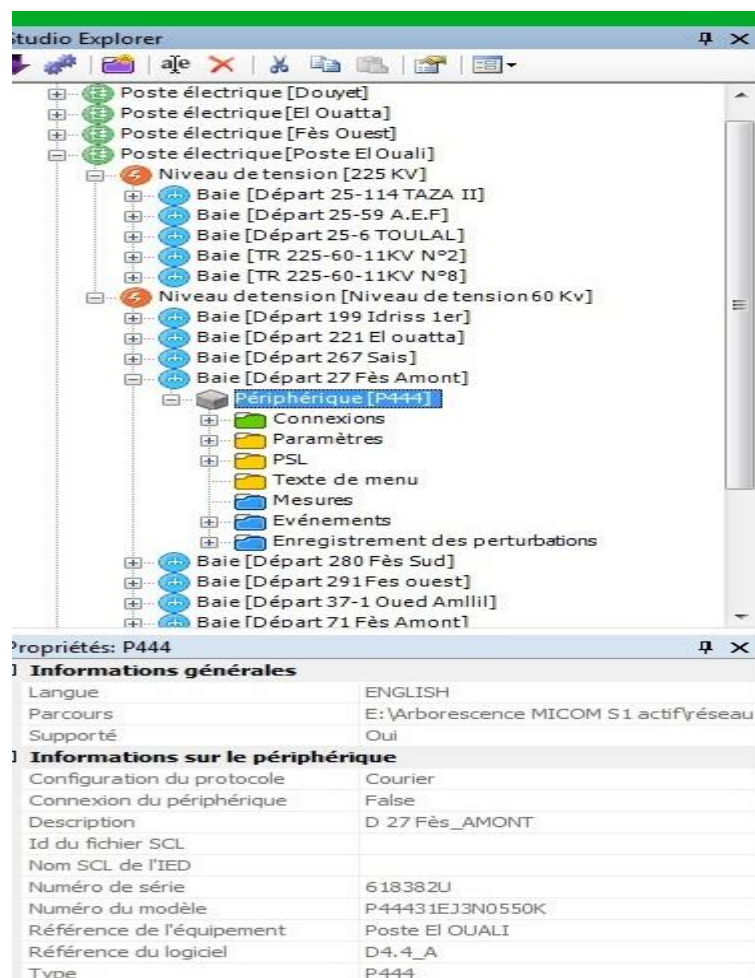 Studio Explorer
Poste électrique [Douyet]
Poste électrique [El Ouatta]
Poste électrique [Fès Ouest]
Poste électrique [Poste El Ouali]
Niveau de tension [225 KV]
Baie [Départ 25-114 TAZA II]
Baie [Départ 25-59 A.E.F]
Baie [Départ 25-6 TOULAL]
Baie [TR 225-60-11KV N°2]
Baie [TR 225-60-11KV N°8]
Niveau de tension [Niveau de tension 60 Kv]
Baie [Départ 199 Idriss 1er]
Baie [Départ 221 El ouatta]
Baie [Départ 267 Sais]
Baie [Départ 27 Fès Amont]
Périphérique [P444]
Connexions
Paramètres
PSL
Texte de menu
Mesures
Evénements
Enregistrement des perturbations
Baie [Départ 280 Fès Sud]
Baie [Départ 291 Fes ouest]
Baie [Départ 37-1 Oued Amllil]
Baie [Départ 71 Fès Amont]
Propriétés: P444
Informations générales
Langue ENGLISH
Parcours E:\Arborescence MICOM S1 actif\réseau
Supporté Oui
Informations sur le périphérique
Configuration du protocole Courier
Connexion du périphérique False
Description D 27 Fès_AMONT
Id du fichier SCL
Nom SCL de l'IED
Numéro de série 618382U
Numéro du modèle P44431EJ3N0550K
Référence de l'équipement Poste El OUALI
Référence du logiciel D4.4_A
Type P444